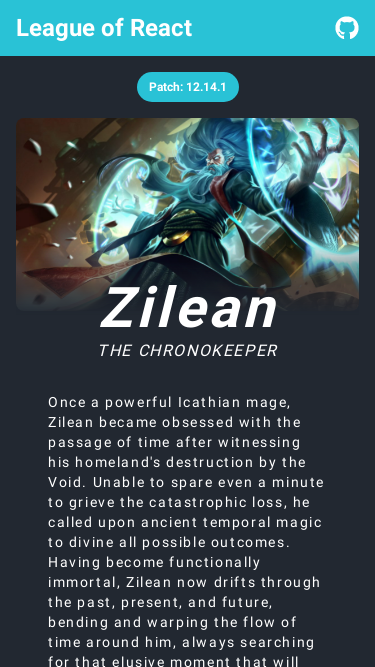 League of React
Patch: 12.14.1
Zilean
THE CHRONOKEEPER
Once a powerful Icathian mage,
Zilean became obsessed with the
passage of time after witnessing
his homeland's destruction by the
Void. Unable to spare even a minute
to grieve the catastrophic loss, he
called upon ancient temporal magic
to divine all possible outcomes.
Having become functionally
immortal, Zilean now drifts through
the past, present, and future,
bending and warping the flow of
time around him, always searching
for that elusive moment that will